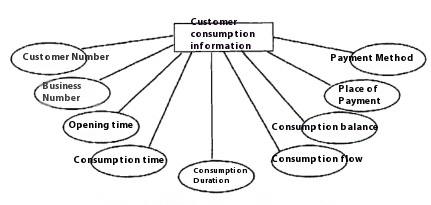 Customer
consumption
information
Customer Number
Payment Method
Business
Number
Place of
Payment
Opening time
Consumption balance
Consumption time
Consumption flow
Consumption
Duration